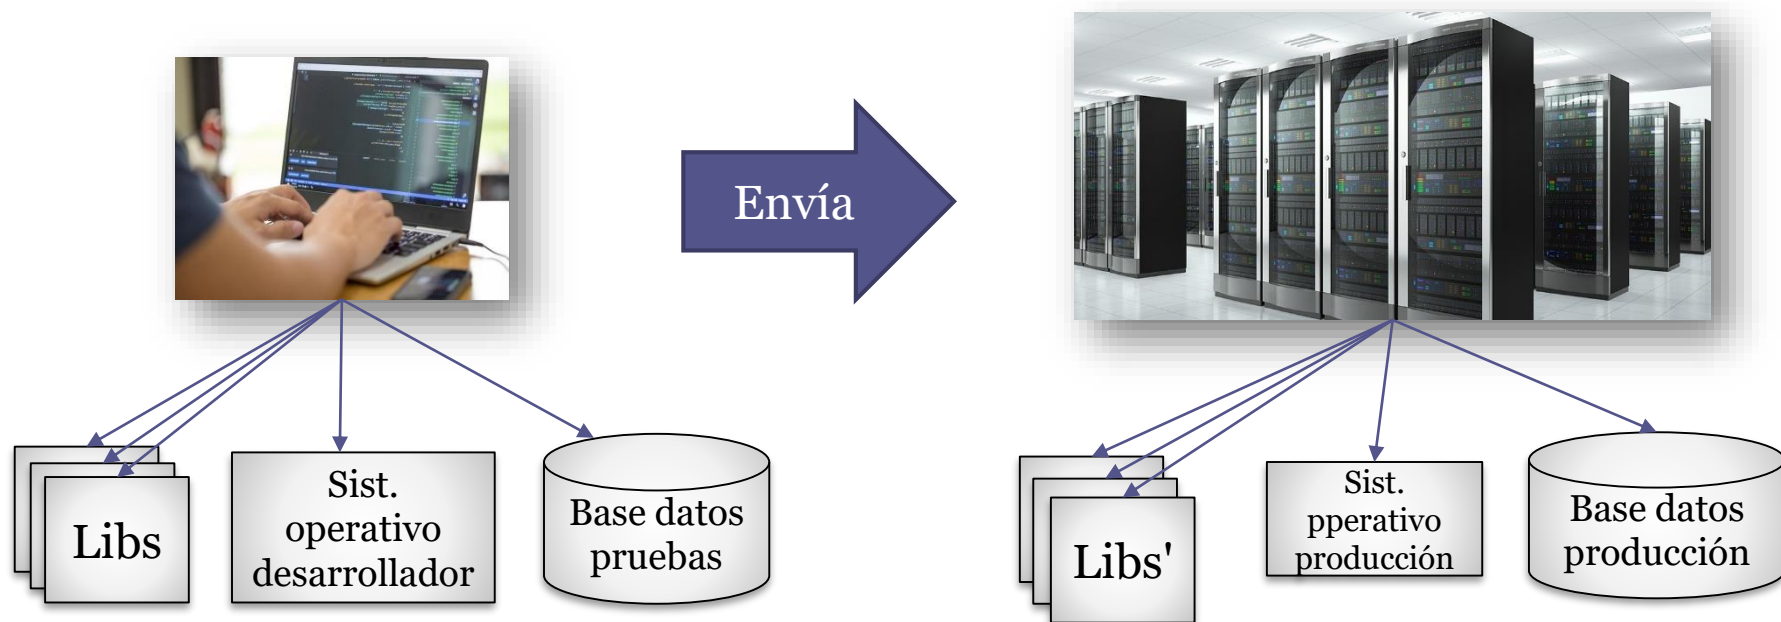 Envía
Libs
Sist.
operativo
desarrollador
Base datos
pruebas
Libs'
Sist.
pperativo
producción
Base datos
producción